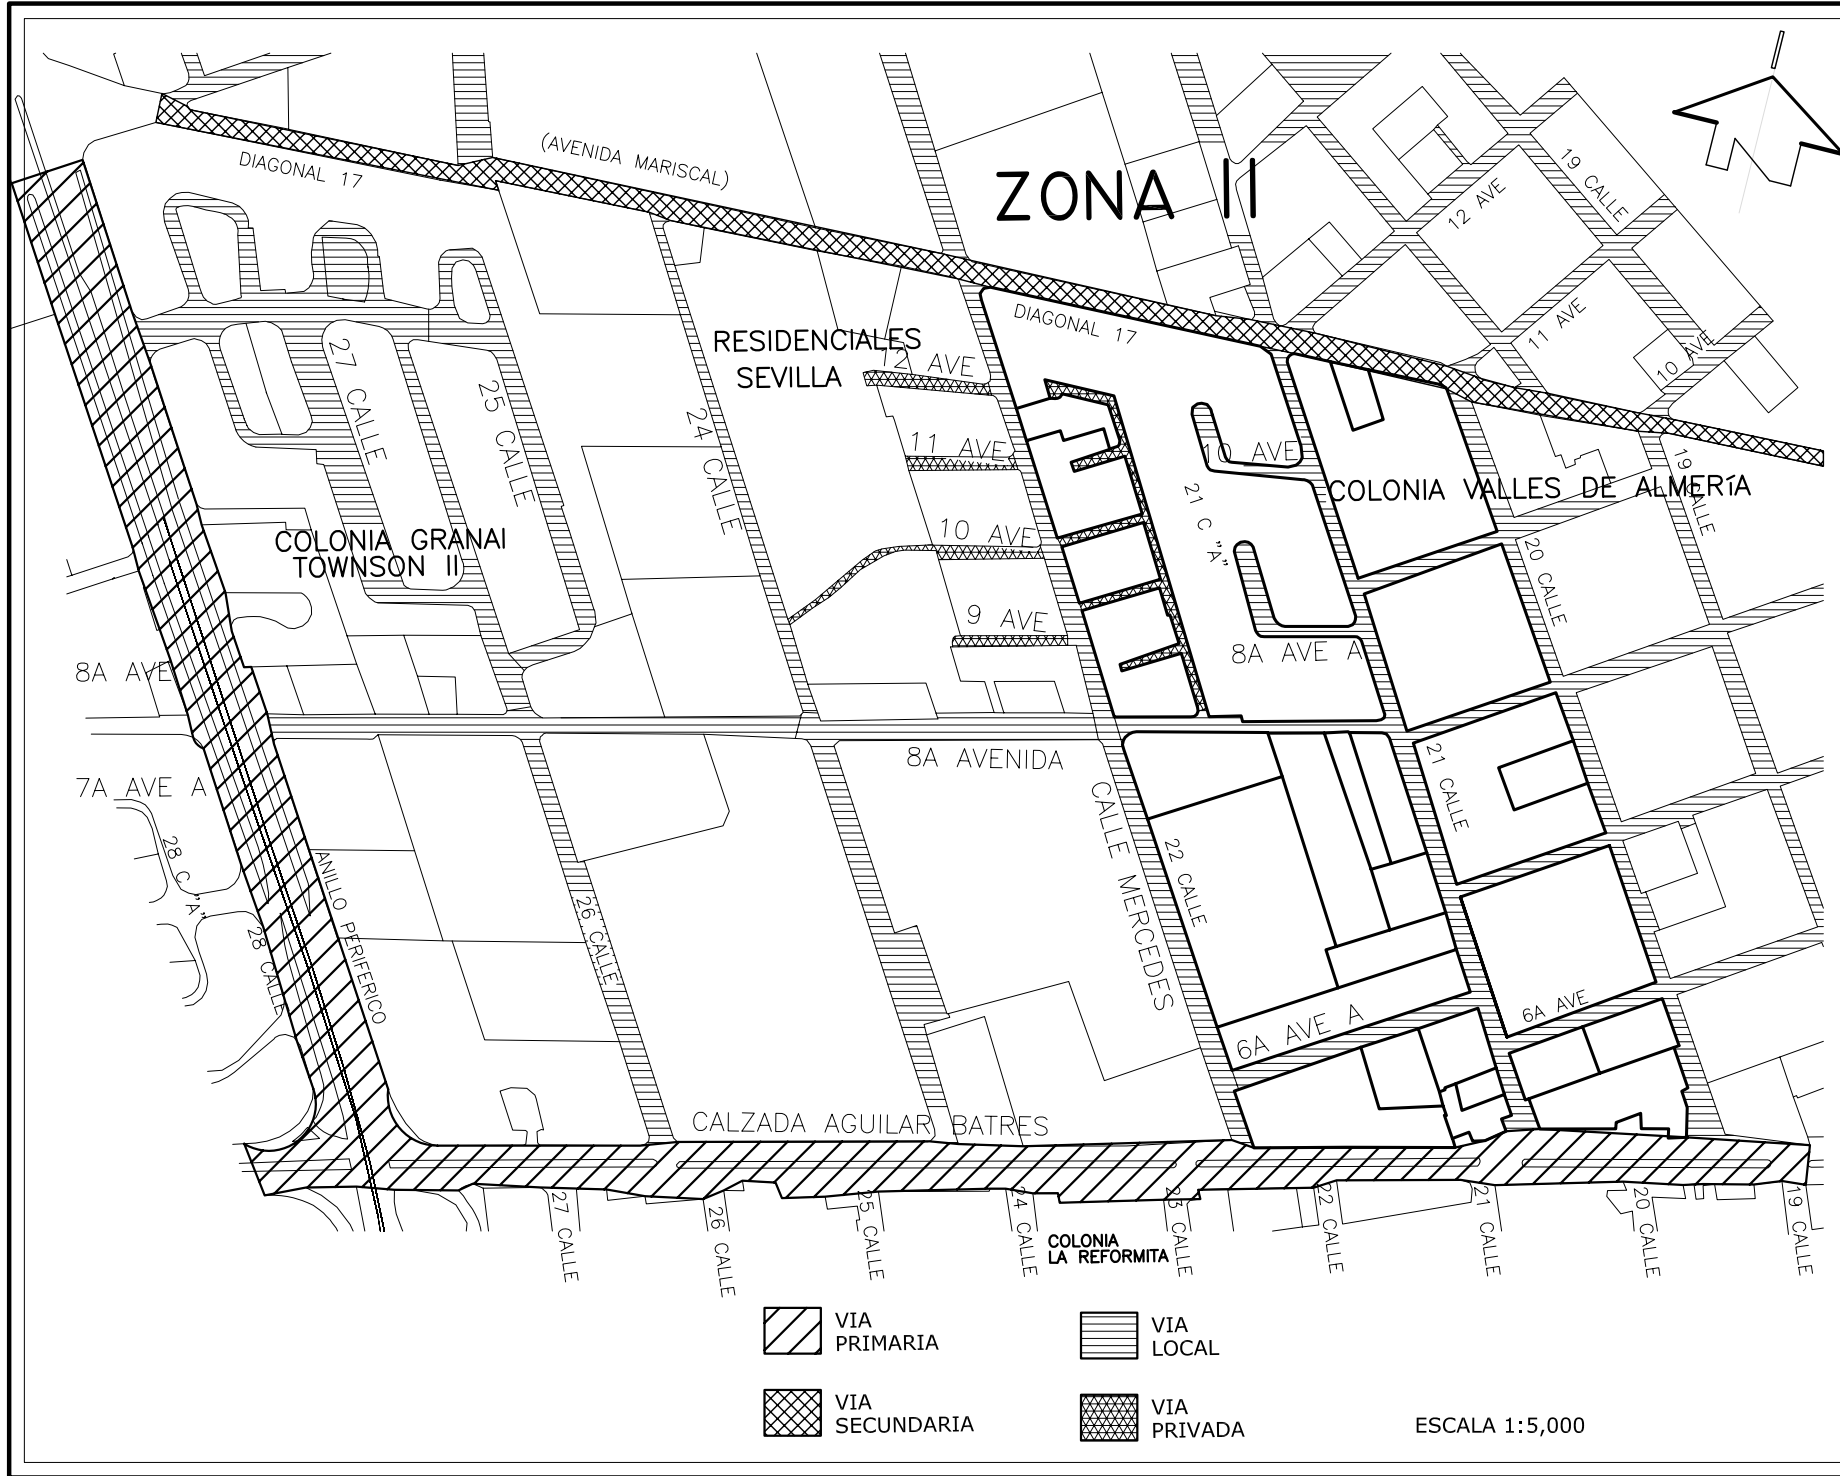 (AVENIDA MARISCAL)
DIAGONAL 17
ZONA II
19 CALLE
12 AVE
11 AVE
10 AVE
DIAGONAL 17
RESIDENCIALES
SEVILLA
12 AVE
27 CALLE
25 CALLE
24 CALLE
11 AVE
10 AVE
COLONIA VALLES DE ALMERÍA
19 CALLE
21 C "A"
COLONIA GRANAI
TOWNSON II
10 AVE
20 CALLE
9 AVE
8A AVE A
8A AVE
8A AVENIDA
21 CALLE
7A AVE A
CALLE MERCEDES
22 CALLE
28 C "A"
ANILLO PERIFERICO
28 CALLE
26 CALLE
6A AVE A
6A AVE
CALZADA AGUILAR BATRES
27 CALLE
26 CALLE
25 CALLE
24 CALLE
23 CALLE
22 CALLE
21 CALLE
20 CALLE
19 CALLE
COLONIA
LA REFORMITA
VIA
PRIMARIA
VIA
LOCAL
VIA
SECUNDARIA
VIA
PRIVADA
ESCALA 1:5,000